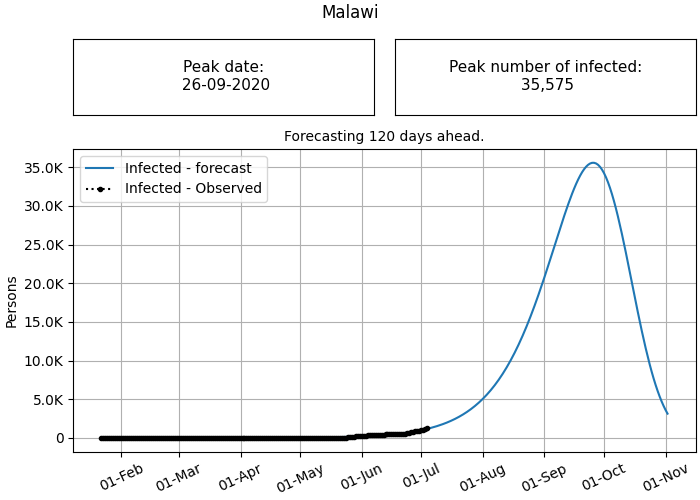 Malawi
Peak date:
26-09-2020
Peak number of infected:
35,575
Forecasting 120 days ahead.
Infected - forecast
Infected - Observed
35.0K
30.0K
25.0K
20.0K
15.0K
10.0K
5.0K
0
Persons
01-Feb
01-Mar
01-Apr
01-May
01-Jun
01-Jul
01-Aug
01-Sep
01-Oct
01-Nov